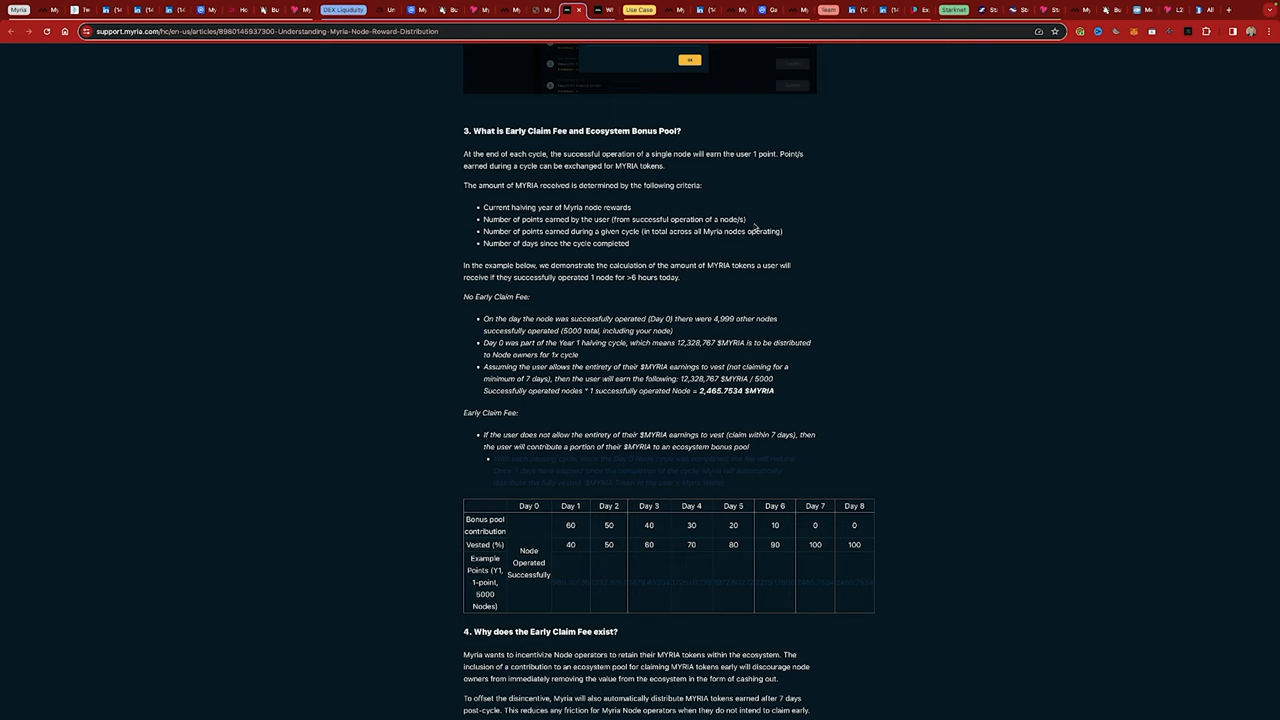 Myria
DEX Liquidity
Use Case
Team
Starknet
All
support.myria.com/hc/en-us/articles/8980145937300-Understanding-Myria-Node-Reward-Distribution
3. What is Early Claim Fee and Ecosystem Bonus Pool?
At the end of each cycle, the successful operation of a single node will earn the user 1 point. Point/s
earned during a cycle can be exchanged for MYRIA tokens.
The amount of MYRIA received is determined by the following criteria:
• Current halving year of Myria node rewards
• Number of points earned by the user (from successful operation of a node/s)
• Number of points earned during a given cycle (in total across all Myria nodes operating)
• Number of days since the cycle completed
In the example below, we demonstrate the calculation of the amount of MYRIA tokens a user will
receive if they successfully operated 1 node for >6 hours today.
No Early Claim Fee:
• On the day the node was successfully operated (Day 0) there were 4,999 other nodes
successfully operated (5000 total, including your node)
• Day 0 was part of the Year 1 halving cycle, which means 12,328,767 $MYRIA is to be distributed
to Node owners for 1x cycle
• Assuming the user allows the entirety of their $MYRIA earnings to vest (not claiming for a
minimum of 7 days), then the user will earn the following: 12,328,767 $MYRIA / 5000
Successfully operated nodes * 1 successfully operated Node = 2,465.7534 $MYRIA
Early Claim Fee:
• If the user does not allow the entirety of their $MYRIA earnings to vest (claim within 7 days), then
the user will contribute a portion of their $MYRIA to an ecosystem bonus pool
Day 0 Day 1 Day 2 Day 3 Day 4 Day 5 Day 6 Day 7 Day 8
Bonus pool
contribution
60 50 40 30 20 10 0 0
Vested (%) 40 50 60 70 80 90 100 100
Node
Operated
Successfully
Example
Points (Y1,
1-point,
5000
Nodes)
4. Why does the Early Claim Fee exist?
Myria wants to incentivize Node operators to retain their MYRIA tokens within the ecosystem. The
inclusion of a contribution to an ecosystem pool for claiming MYRIA tokens early will discourage node
owners from immediately removing the value from the ecosystem in the form of cashing out.
To offset the disincentive, Myria will also automatically distribute MYRIA tokens earned after 7 days
post-cycle. This reduces any friction for Myria Node operators when they do not intend to claim early.